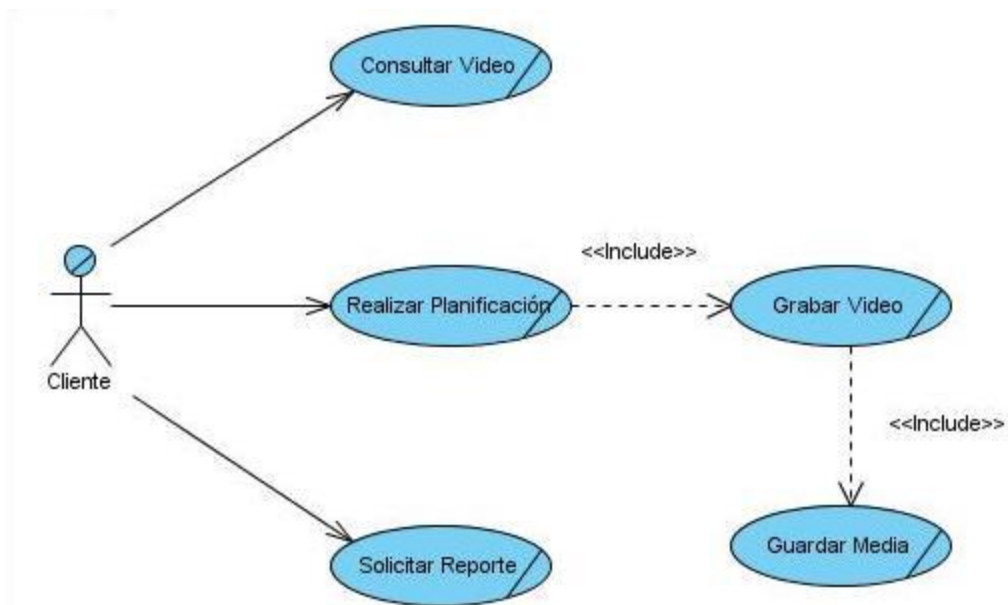 Consultar Video
<<Include>>
Realizar Planificación
Grabar Video
Cliente
<<Include>>
Solicitar Reporte
Guardar Media